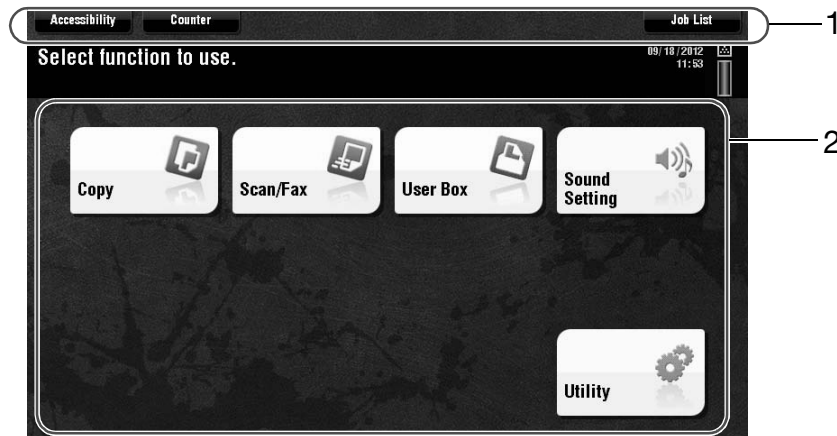 Accessibility Counter Job List 1
Select function to use. 09/18/2012
11:53
2
Copy Scan/Fax User Box Sound
Setting
Utility